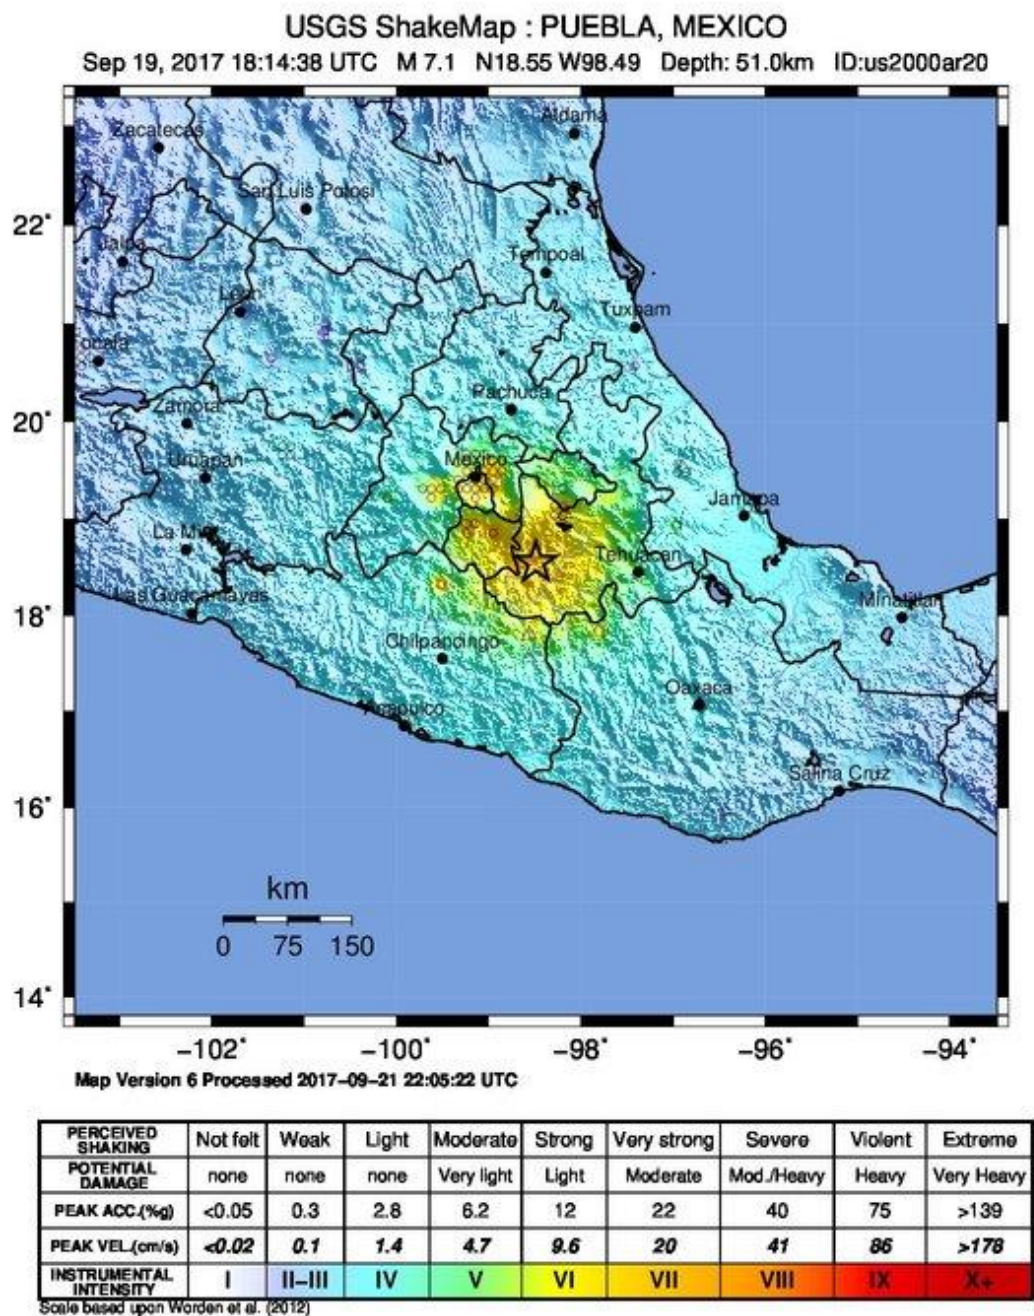 USGS ShakeMap : PUEBLA, MEXICO
Sep 19, 2017 18:14:38 UTC M 7.1 N18.55 W98.49 Depth: 51.0km ID:us2000ar20
Aldama
Zacatecas
San Luis Potosi
22°
Jalpa
Tempoal
Leon
Tuxpam
ocala
Pachuca
20°
Zamora
Mexico
Uruapan
Jamapa
La Mira
Tehuacan
Las Guacamayas
Minatitlan
18°
Chilpancingo
Oaxaca
Acapulco
Salina Cruz
16°
km
0 75 150
14°
-102° -100° -98° -96° -94°
Map Version 6 Processed 2017-09-21 22:05:22 UTC
PERCEIVED SHAKING Not felt Weak Light Moderate Strong Very strong Severe Violent Extreme
POTENTIAL DAMAGE none none none Very light Light Moderate Mod./Heavy Heavy Very Heavy
PEAK ACC.(%g) <0.05 0.3 2.8 6.2 12 22 40 75 >139
PEAK VEL.(cm/s) <0.02 0.1 1.4 4.7 9.6 20 41 86 >178
INSTRUMENTAL INTENSITY I II-III IV V VI VII VIII IX X+
Scale based upon Worden et al. (2012)